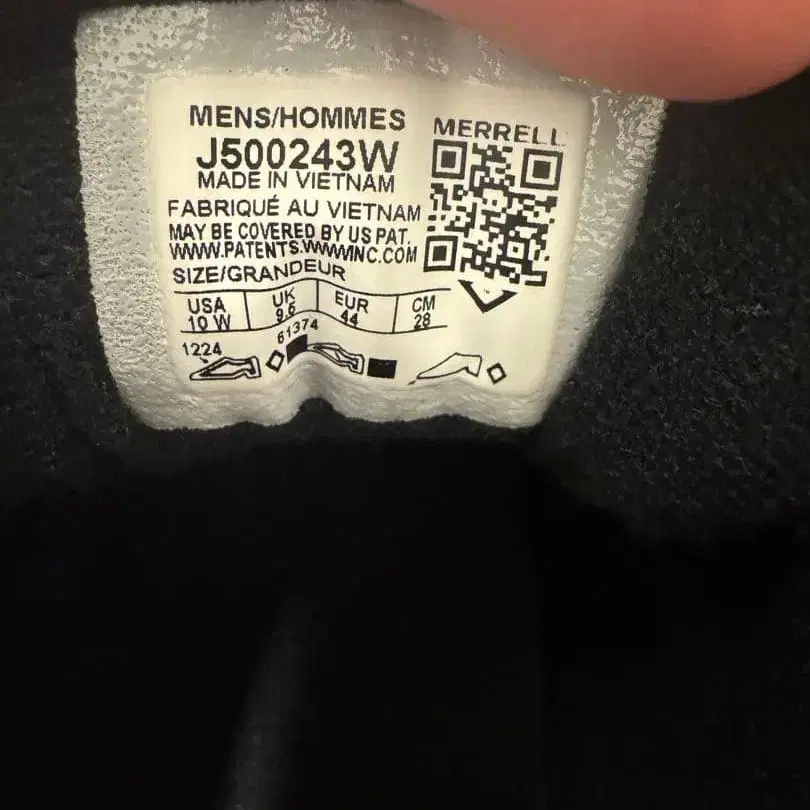 MENS/HOMMES
MERRELL
J500243W
MADE IN VIETNAM
FABRIQUÉ AU VIETNAM
MAY BE COVERED BY US PAT.
WWW.PATENTS.WWWINC.COM
SIZE/GRANDEUR
USA UK EUR CM
10 W 9.5 44 28
61374
1224